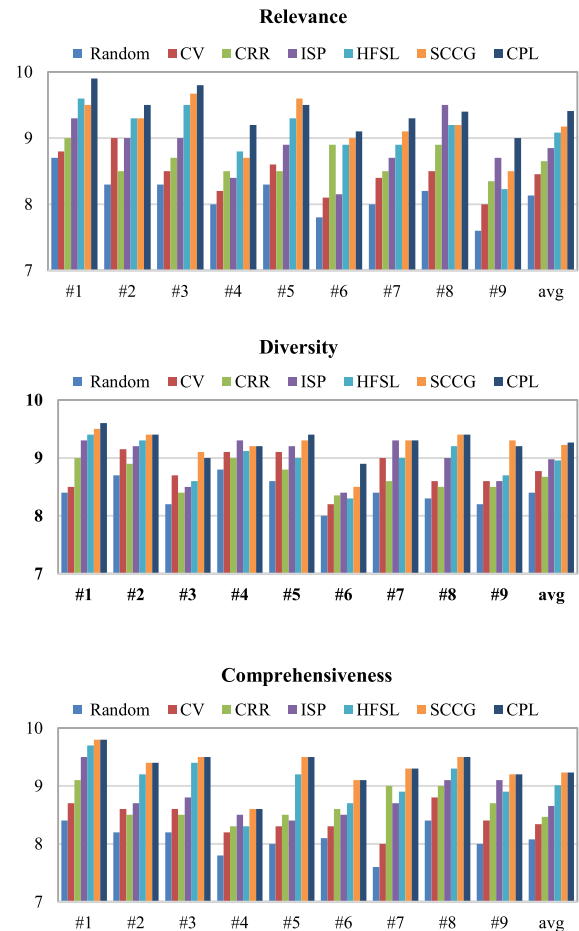 Relevance
Random CV CRR ISP HFSL SCCG CPL
10
9
8
7
#1 #2 #3 #4 #5 #6 #7 #8 #9 avg
Diversity
Random CV CRR ISP HFSL SCCG CPL
10
9
8
7
#1 #2 #3 #4 #5 #6 #7 #8 #9 avg
Comprehensiveness
Random CV CRR ISP HFSL SCCG CPL
10
9
8
7
#1 #2 #3 #4 #5 #6 #7 #8 #9 avg